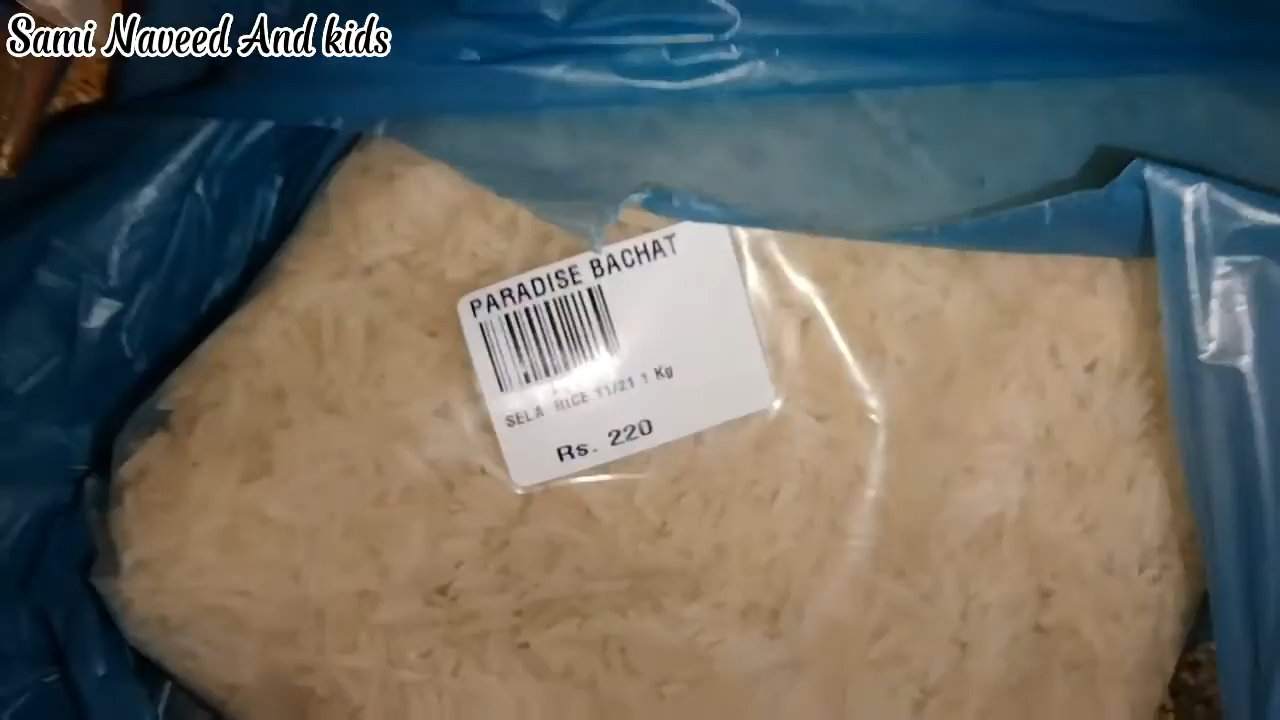 Sami Naveed And kids
PARADISE BACHAT
SELA RICE 11/21 1 Kg
Rs. 220